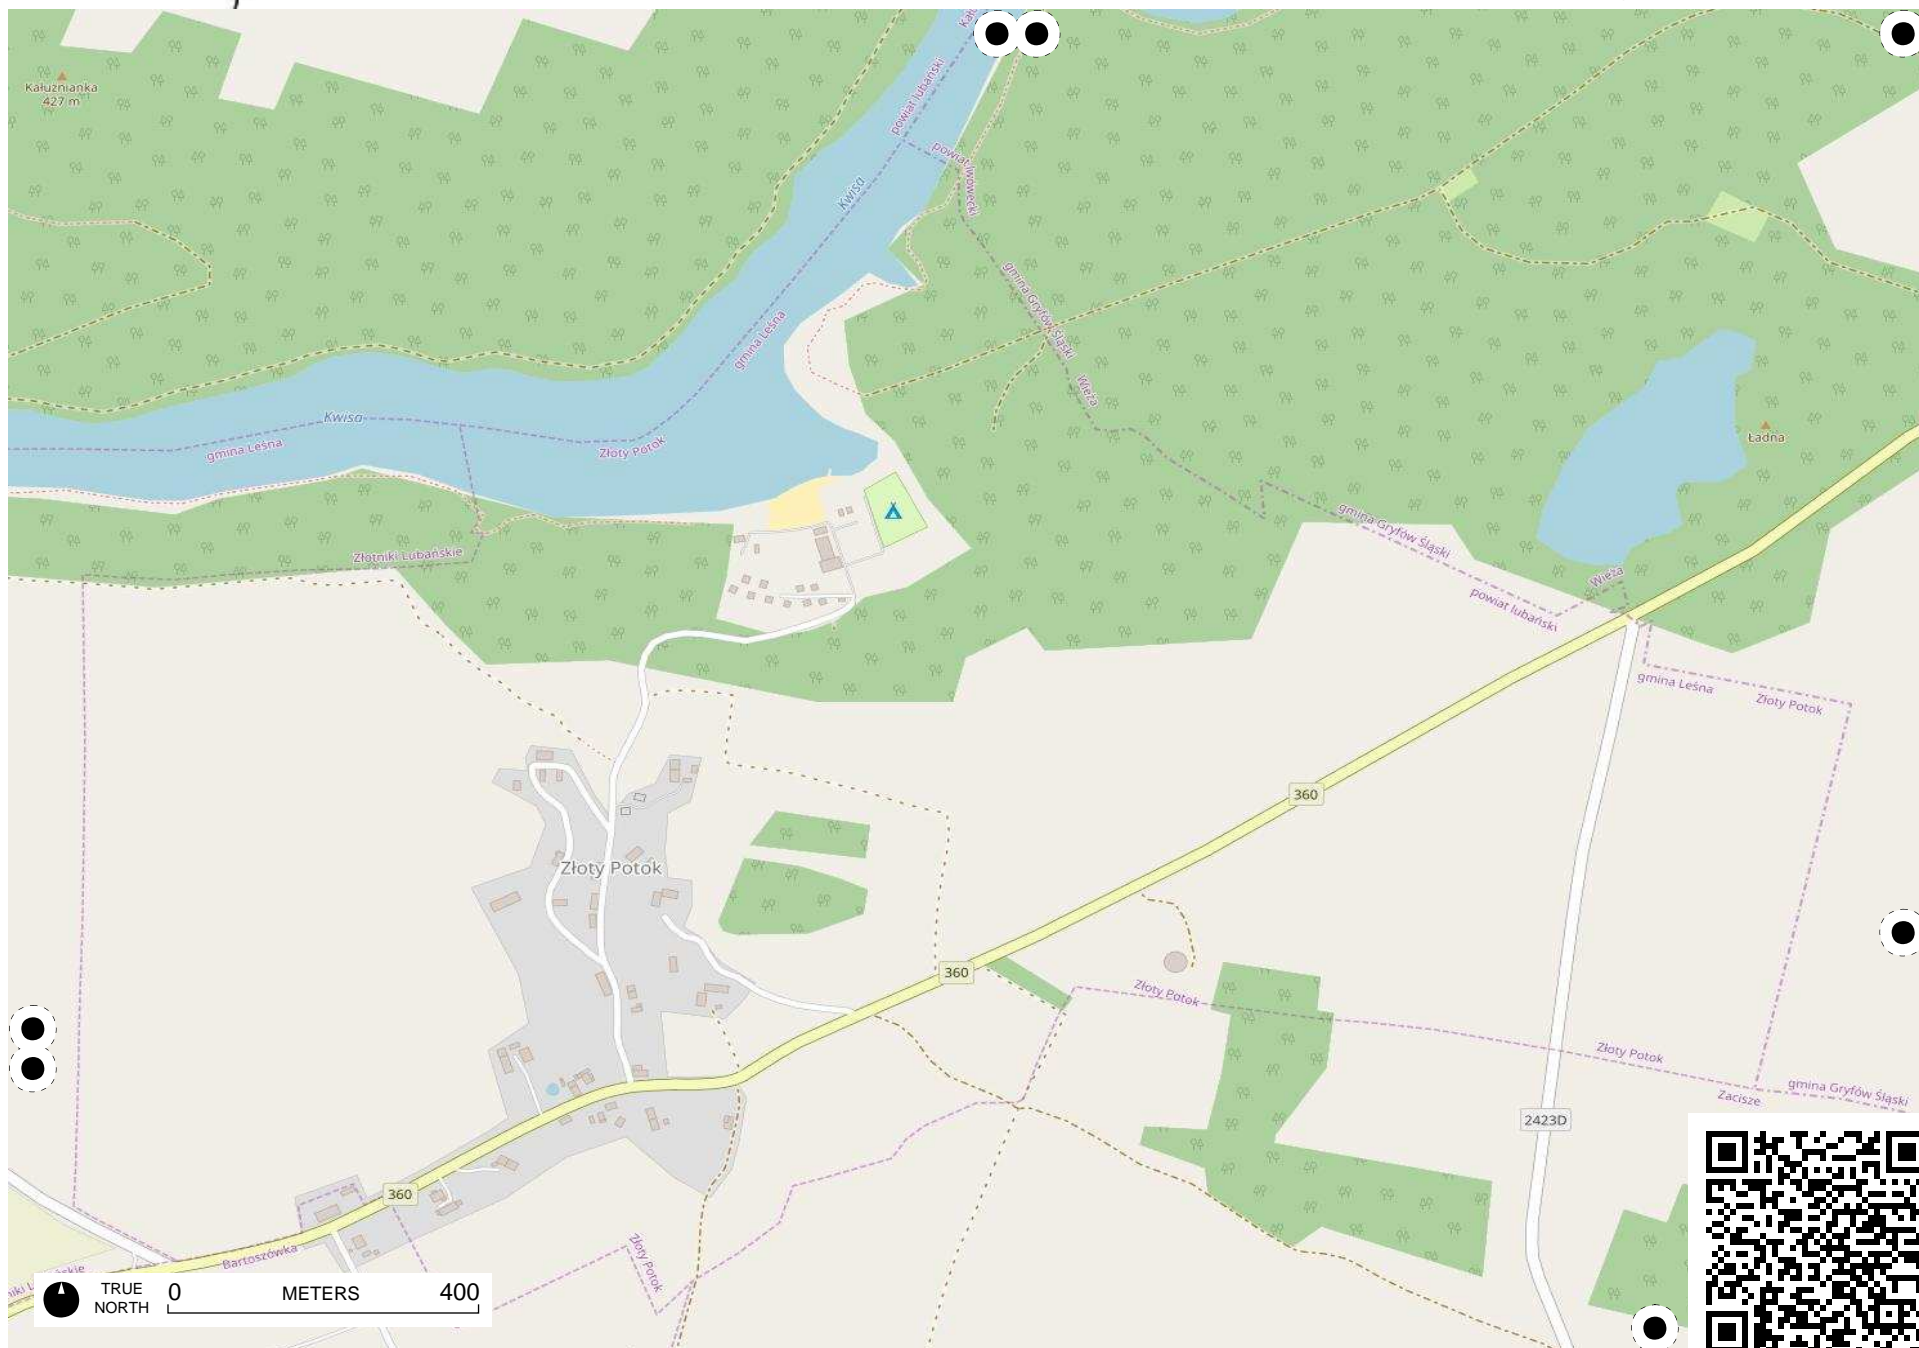 Kałuźnianka
427 m
powiat lubański
powiat lwówecki
Kwisa
gmina Gryfów Śląski
gmina Leśna
Wieża
Kwisa
gmina Leśna
Złoty Potok
Ładna
gmina Gryfów Śląski
Złotniki Lubańskie
Wieża
powiat lubański
gmina Leśna
Złoty Potok
360
Złoty Potok
360
Złoty Potok
Złoty Potok
gmina Gryfów Śląski
Zacisze
2423D
360
Bartoszówka
Złoty Potok
TRUE
NORTH
0 METERS 400